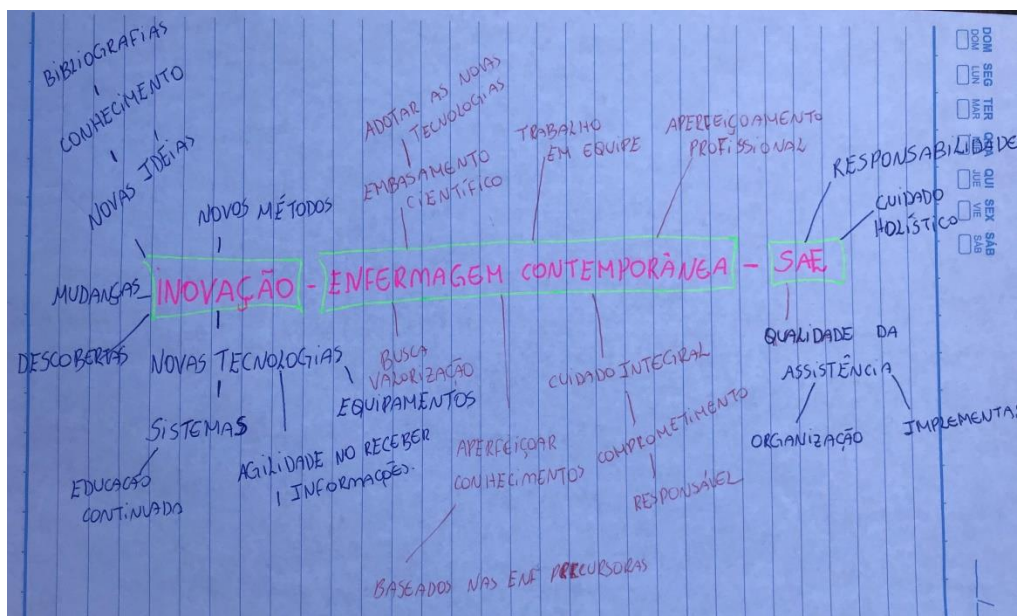 BIBLIOGRAFIAS
CONHECIMENTO
NOVAS IDÉIAS
NOVOS MÉTODOS
MUDANÇAS
DESCOBERTAS
INOVAÇÃO - ENFERMAGEM CONTEMPORÂNEA - SAE
NOVAS TECNOLOGIAS
EQUIPAMENTOS
SISTEMAS
EDUCAÇÃO
CONTINUADA
AGILIDADE NO RECEBER
INFORMAÇÕES.
ADOTAR AS NOVAS
TECNOLOGIAS
EMBASAMENTO
CIENTÍFICO
TRABALHO
EM EQUIPE
APERFEIÇOAMENTO
PROFISSIONAL
BUSCA
VALORIZAÇÃO
APERFEIÇOAR
CONHECIMENTOS
BASEADOS NAS ENF PRECURSORAS
CUIDADO INTEGRAL
COMPROMETIMENTO
RESPONSÁVEL
RESPONSABILIDADE
CUIDADO
HOLÍSTICO
QUALIDADE DA
ASSISTÊNCIA
ORGANIZAÇÃO
DOM SEG TER QUI SEX SÁB
DOM LUN MAR JUE VIE SÁB